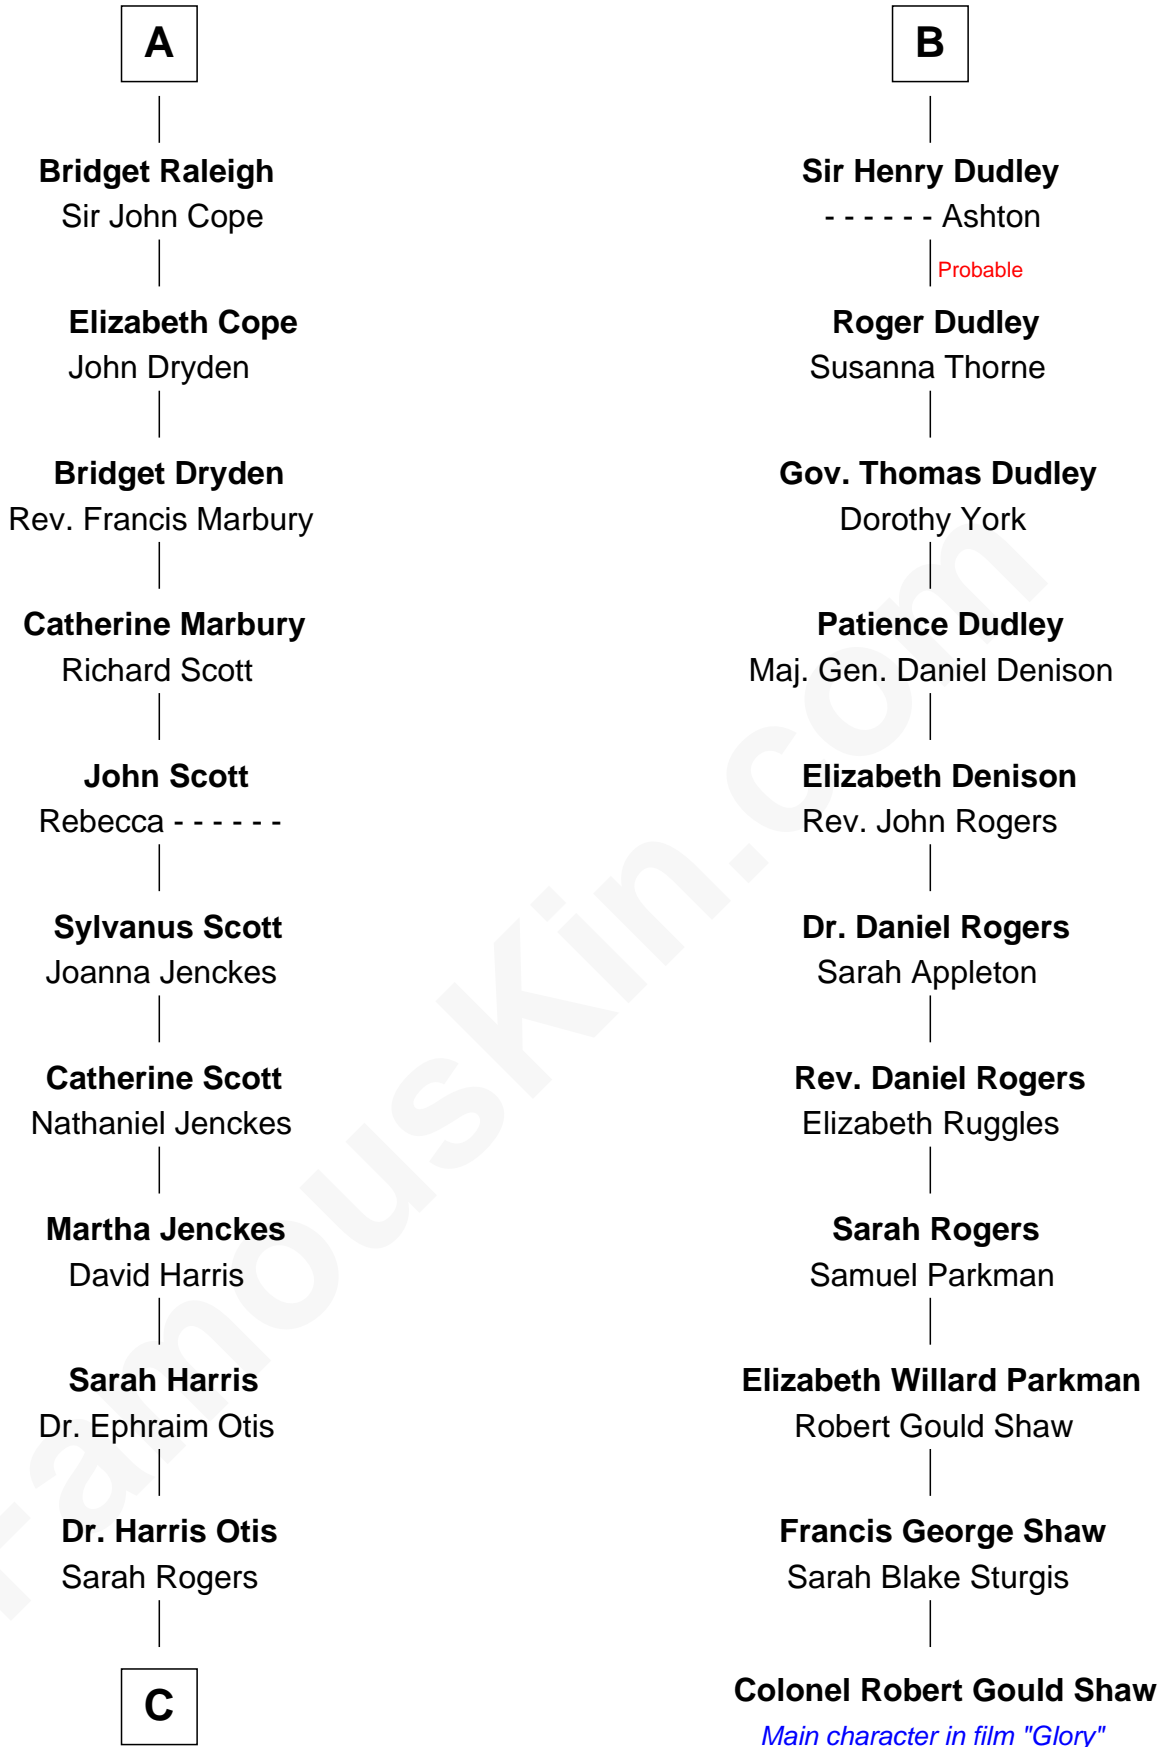 A
Bridget Raleigh
Sir John Cope
Elizabeth Cope
John Dryden
Bridget Dryden
Rev. Francis Marbury
Catherine Marbury
Richard Scott
John Scott
Rebecca - - - - - -
Sylvanus Scott
Joanna Jenckes
Catherine Scott
Nathaniel Jenckes
Martha Jenckes
David Harris
Sarah Harris
Dr. Ephraim Otis
Dr. Harris Otis
Sarah Rogers
C
B
Sir Henry Dudley
- - - - - - Ashton
Probable
Roger Dudley
Susanna Thorne
Gov. Thomas Dudley
Dorothy York
Patience Dudley
Maj. Gen. Daniel Denison
Elizabeth Denison
Rev. John Rogers
Dr. Daniel Rogers
Sarah Appleton
Rev. Daniel Rogers
Elizabeth Ruggles
Sarah Rogers
Samuel Parkman
Elizabeth Willard Parkman
Robert Gould Shaw
Francis George Shaw
Sarah Blake Sturgis
Colonel Robert Gould Shaw
Main character in film "Glory"
FamousKin.com